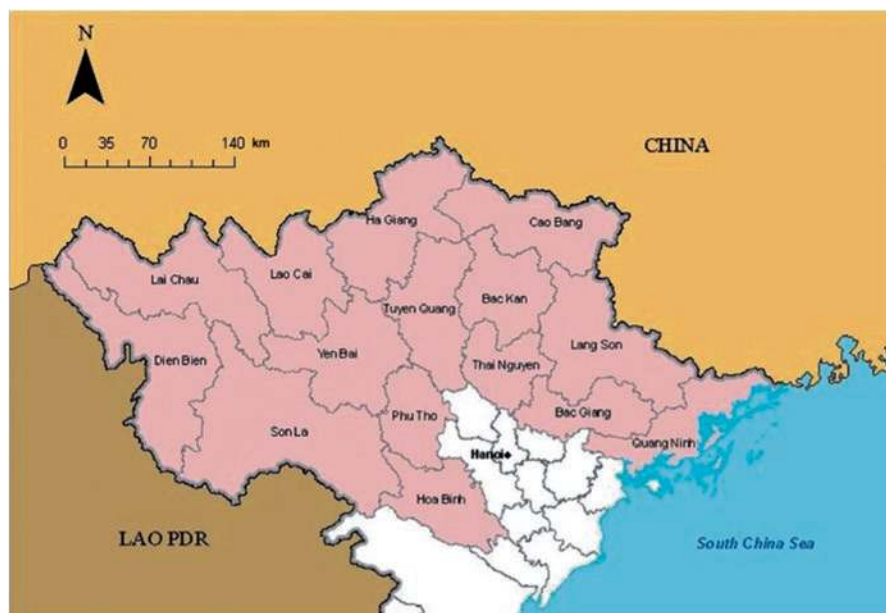 N
0 35 70 140 km
CHINA
Ha Giang
Cao Bang
Lai Chau
Lao Cai
Bac Kan
Tuyen Quang
Lang Son
Dien Bien
Yen Bai
Thai Nguyen
Phu Tho
Bac Giang
Son La
Quang Ninh
Hanoi
Hoa Binh
LAO PDR
South China Sea